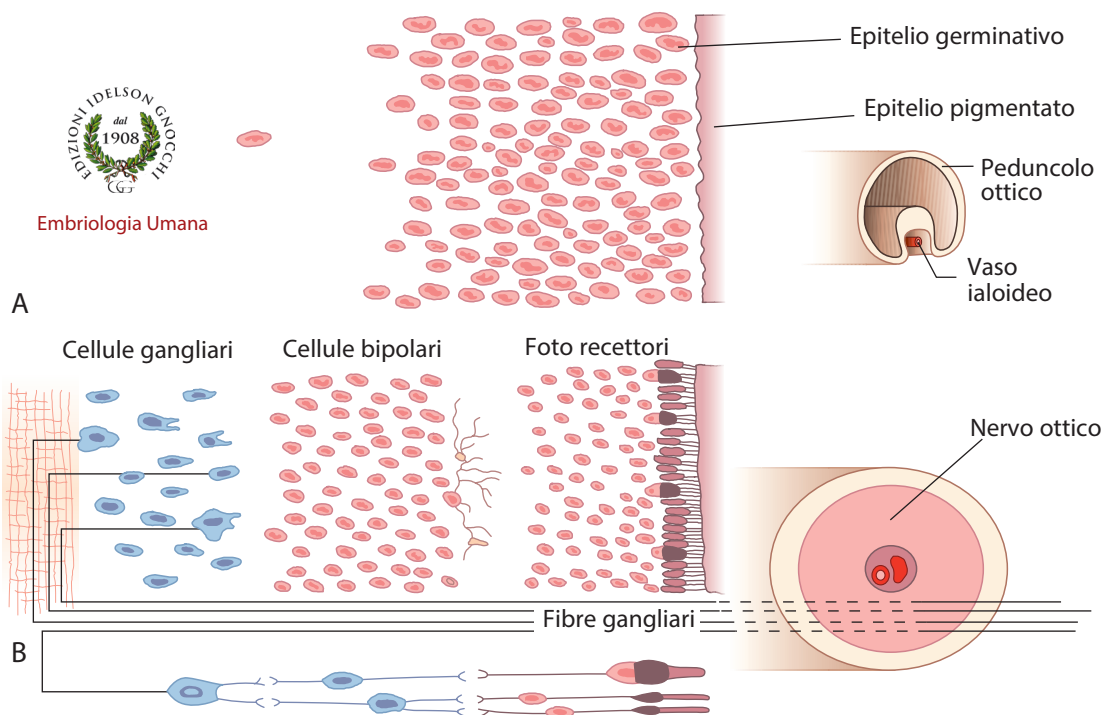 Epitelio germinativo
Epitelio pigmentato
EDIZIONI IDELSON GNOCCHI
dal
1908
Embriologia Umana
Peduncolo
ottico
Vaso
ialoideo
A
Cellule gangliari
Cellule bipolari
Foto recettori
Nervo ottico
Fibre gangliari
B